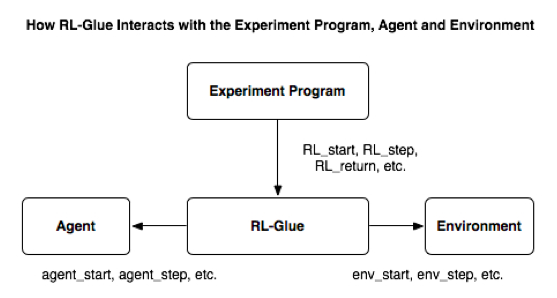 How RL-Glue Interacts with the Experiment Program, Agent and Environment
Experiment Program
RL_start, RL_step,
RL_return, etc.
Agent
RL-Glue
Environment
agent_start, agent_step, etc.
env_start, env_step, etc.